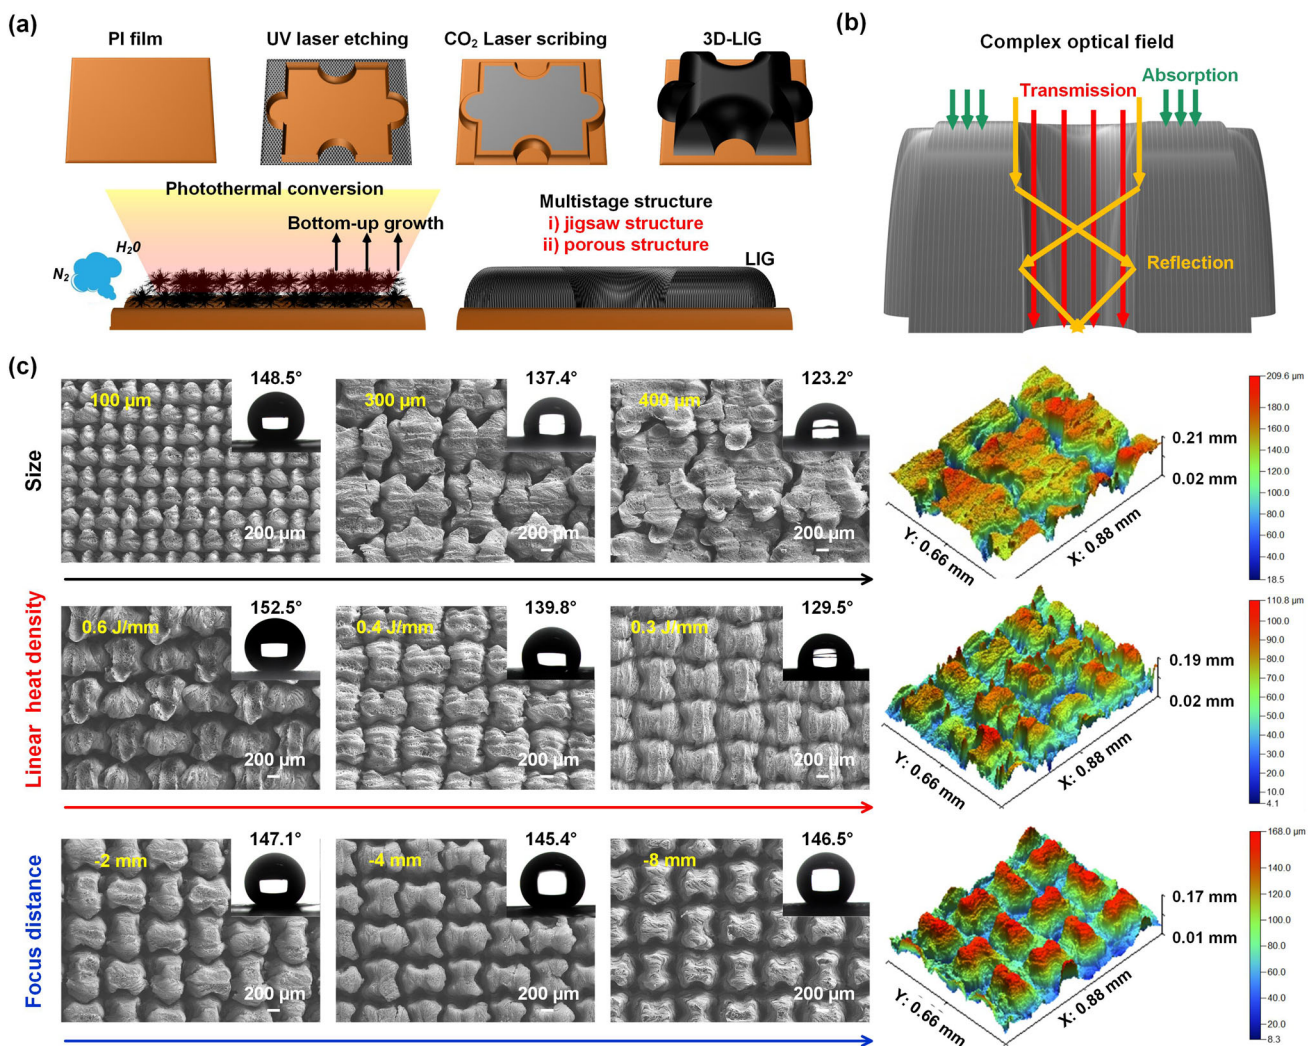 (a)
PI film
UV laser etching
CO₂ Laser scribing
3D-LIG
Photothermal conversion
Bottom-up growth
H₂0
N₂
Multistage structure
i) jigsaw structure
ii) porous structure
LIG
(b)
Complex optical field
Absorption
Transmission
Reflection
(c)
Size
100 µm
148.5°
200 µm
300 µm
137.4°
200 µm
400 µm
123.2°
200 µm
0.21 mm
0.02 mm
Y: 0.66 mm
X: 0.88 mm
209.6 µm
180.0
160.0
140.0
120.0
100.0
80.0
60.0
40.0
18.5
Linear heat density
0.6 J/mm
152.5°
200 µm
0.4 J/mm
139.8°
200 µm
0.3 J/mm
129.5°
200 µm
0.19 mm
0.02 mm
Y: 0.66 mm
X: 0.88 mm
110.8 µm
90.0
80.0
70.0
60.0
50.0
40.0
30.0
20.0
10.0
4.1
Focus distance
-2 mm
147.1°
200 µm
-4 mm
145.4°
200 µm
-8 mm
146.5°
200 µm
0.17 mm
0.01 mm
Y: 0.66 mm
X: 0.88 mm
168.0 µm
140.0
120.0
100.0
80.0
60.0
40.0
20.0
8.3